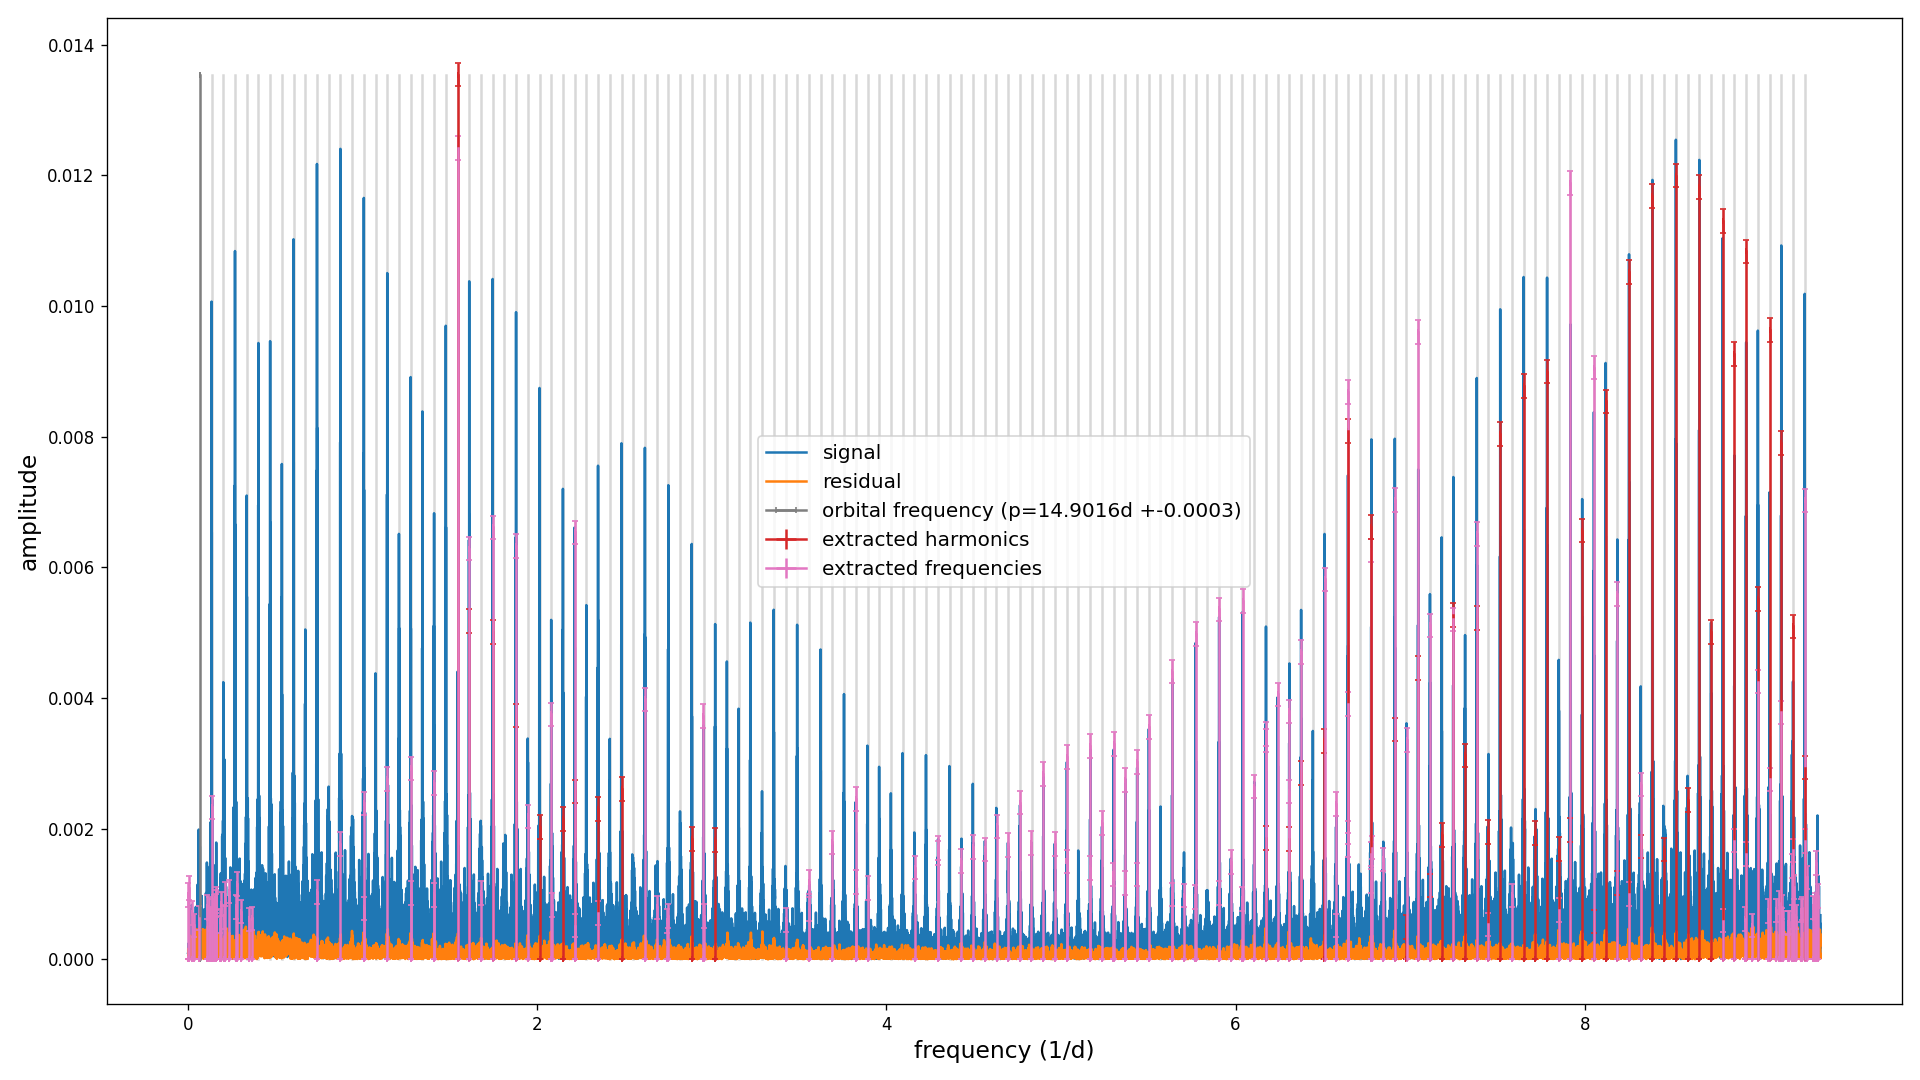 0.014
0.012
0.010
0.008
0.006
0.004
0.002
0.000
amplitude
signal
residual
orbital frequency (p=14.9016d +-0.0003)
extracted harmonics
extracted frequencies
0
2
4
6
8
frequency (1/d)